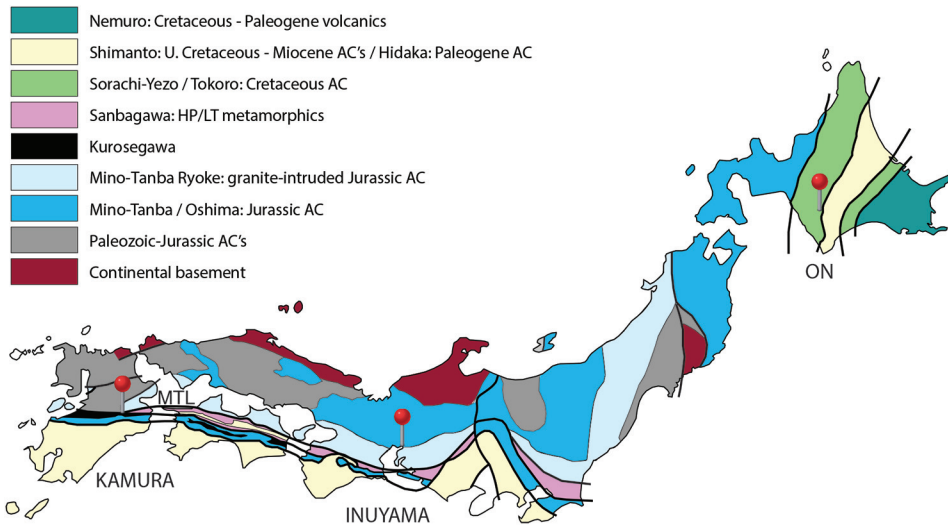 Nemuro: Cretaceous - Paleogene volcanics
Shimanto: U. Cretaceous - Miocene AC's / Hidaka: Paleogene AC
Sorachi-Yezo / Tokoro: Cretaceous AC
Sanbagawa: HP/LT metamorphics
Kurosegawa
Mino-Tanba Ryoke: granite-intruded Jurassic AC
Mino-Tanba / Oshima: Jurassic AC
Paleozoic-Jurassic AC's
Continental basement
ON
MTL
KAMURA
INUYAMA